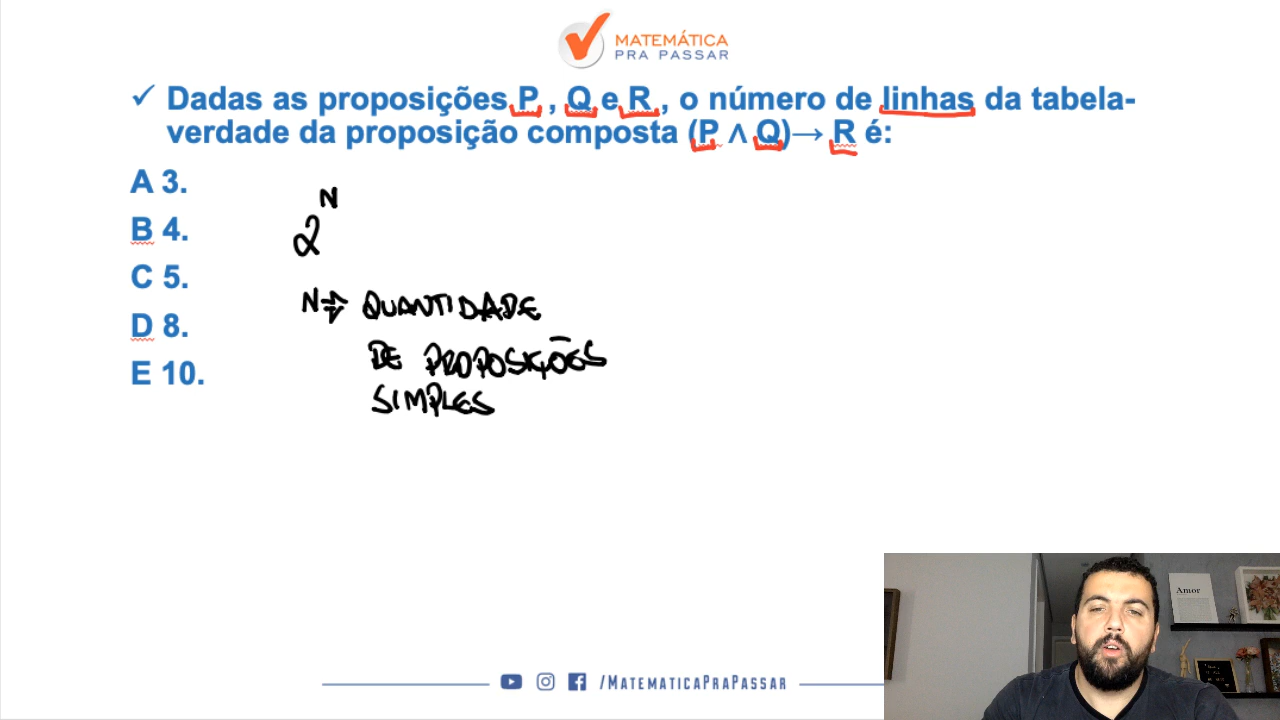 MATEMÁTICA
PRA PASSAR
✓ Dadas as proposições P , Q e R , o número de linhas da tabela-
verdade da proposição composta (P ∧ Q)→ R é:
A 3.
B 4.
C 5.
D 8.
E 10.
2^N
N ⇒ QUANTIDADE
DE PROPOSIÇÕES
SIMPLES
Amor
/MATEMATICAPRAPASSAR